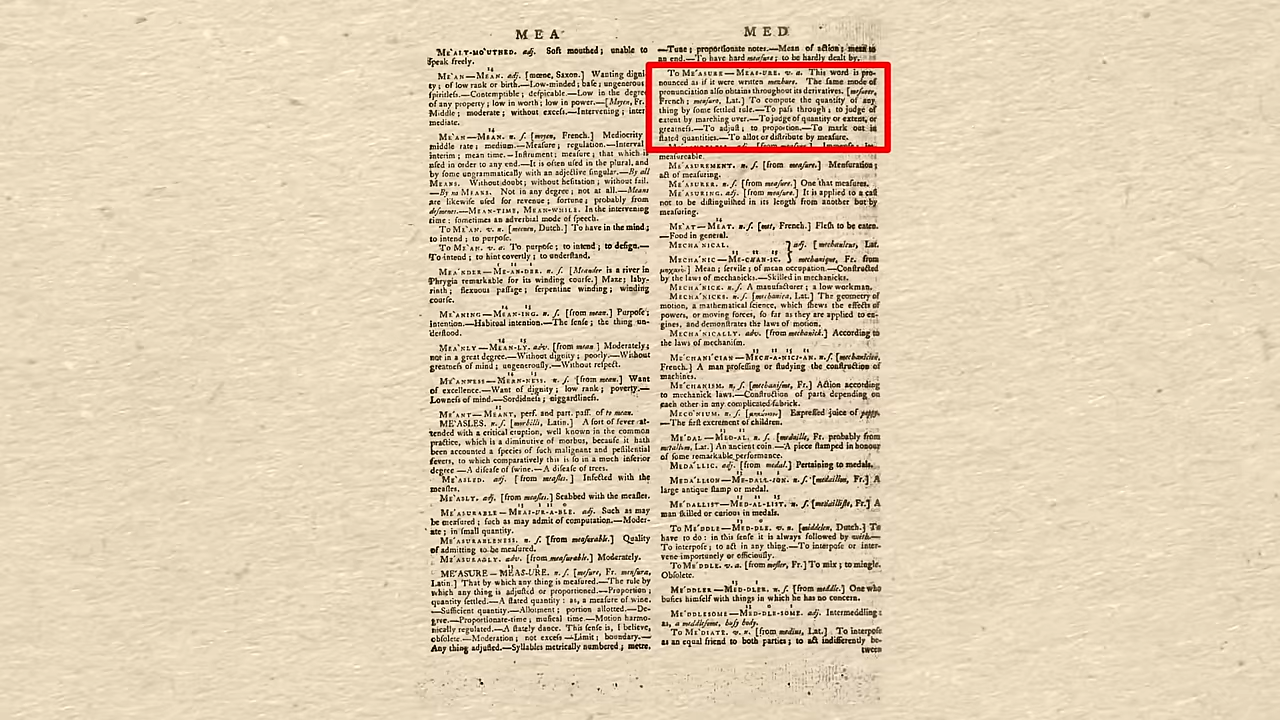 MEA
ME'ALY-MO'UTHED. adj. Soft mouthed; unable to
ſpeak freely.
14
ME'AN—MEAN. adj. [mœne, Saxon.] Wanting digni-
ty; of low rank or birth.—Low-minded; baſe; ungenerous
ſpiritleſs.—Contemptible; deſpicable.—Low in the degree
of any property; low in worth; low in power.—[Moyen, Fr.
Middle; moderate; without exceſs.—Intervening; inter-
mediate.
14
ME'AN—MEAN. n. ſ. [moyen, French.] Mediocrity
middle rate; medium.—Meaſure; regulation.—Interval
interim; mean time.—Inſtrument; meaſure; that which is
uſed in order to any end.—It is often uſed in the plural, and
by ſome ungrammatically with an adjective ſingular.—By all
MEANS. Without doubt; without heſitation; without fail.
—By no MEANS. Not in any degree; not at all.—Means
are likewiſe uſed for revenue; fortune; probably from
deſmenes.—MEAN-TIME, MEAN-WHILE. In the intervening
time: ſometimes an adverbial mode of ſpeech.
To ME'AN. v. n. [meenen, Dutch.] To have in the mind;
to intend; to purpoſe.
To ME'AN. v. a. To purpoſe; to intend; to deſign.—
To intend; to hint covertly; to underſtand.
ME'A'NDER—ME-AN-DER. n. ſ. [Meander is a river in
Phrygia remarkable for its winding courſe.] Maze; laby-
rinth; flexuous paſſage; ſerpentine winding; winding
courſe.
14 15
ME'ANING—MEAN-ING. n. ſ. [from mean.] Purpoſe;
intention.—Habitual intention.—The ſenſe; the thing un-
derſtood.
14 15
ME'ANLY—MEAN-LY. adv. [from mean] Moderately;
not in a great degree.—Without dignity; poorly.—Without
greatneſs of mind; ungenerouſly.—Without reſpect.
ME'ANNESS—MEAN-NESS. n. ſ. [from mean.] Want
of excellence.—Want of dignity; low rank; poverty.—
Lowneſs of mind.—Sordidneſs; niggardlineſs.
ME'ANT—MEANT, perf. and part. paſſ. of to mean.
ME'ASLES. n. ſ. [morbilli, Latin.] A ſort of fever at-
tended with a critical eruption, well known in the common
practice, which is a diminutive of morbus, becauſe it hath
been accounted a ſpecies of ſuch malignant and peſtilential
fevers, to which comparatively this is ſo in a much inferior
degree—A diſeaſe of ſwine.—A diſeaſe of trees.
ME'ASLED. adj. [from meaſles.] Infected with the
meaſles.
ME'ASLY. adj. [from meaſles.] Scabbed with the meaſles.
ME'ASURABLE—MEAS-UR-A-BLE. adj. Such as may
be meaſured; ſuch as may admit of computation.—Moder-
ate; in ſmall quantity.
ME'ASURABLENESS. n. ſ. [from meaſurable.] Quality
of admitting to be meaſured.
ME'ASURABLY. adv. [from meaſurable.] Moderately.
ME'ASURE—MEAS-URE. n. ſ. [meſure, Fr. menſura,
Latin.] That by which any thing is meaſured.—The rule by
which any thing is adjuſted or proportioned.—Proportion;
quantity ſettled.—A ſtated quantity: as, a meaſure of wine.
—Sufficient quantity.—Allotment; portion allotted.—De-
gree.—Proportionate-time; muſical time.—Motion harmo-
nically regulated.—A ſtately dance. This ſenſe is, I believe,
obſolete.—Moderation; not exceſs—Limit; boundary.—
Any thing adjuſted.—Syllables metrically numbered; metre.
MED
—Tune; proportionate notes.—Mean of action; mean to
an end.—To have hard meaſure; to be hardly dealt by.
To ME'ASURE—MEAS-URE. v. a. This word is pro-
nounced as if it were written mezhure. The ſame mode of
pronunciation alſo obtains throughout its derivatives. [meſurer,
French; menſuro, Lat.] To compute the quantity of any
thing by ſome ſettled rule.—To paſs through; to judge of
extent by marching over.—To judge of quantity or extent, or
greatneſs.—To adjuſt; to proportion.—To mark out in
ſtated quantities.—To allot or diſtribute by meaſure.
meaſureable.
ME'ASUREMENT. n. ſ. [from meaſure.] Menſuration;
act of meaſuring.
ME'ASURER. n. ſ. [from meaſure.] One that meaſures.
ME'ASURING. adj. [from meaſure.] It is applied to a caſt
not to be diſtinguiſhed in its length from another but by
meaſuring.
14
ME'AT—MEAT. n. ſ. [met, French.] Fleſh to be eaten.
—Food in general.
MECHA'NICAL. } adj. [mechanicus, Lat.
MECHA'NIC—ME-CHAN-IC. } mechanique, Fr. from
Mean; ſervile; of mean occupation.—Conſtructed
by the laws of mechanicks.—Skilled in mechanicks.
MECHA'NICK. n. ſ. A manufacturer; a low workman.
MECHA'NICKS. n. ſ. [mechanica, Lat.] The geometry of
motion, a mathematical ſcience, which ſhews the effects of
powers, or moving forces, ſo far as they are applied to en-
gines, and demonſtrates the laws of motion.
MECHA'NICALLY. adv. [from mechanick.] According to
the laws of mechaniſm.
MECHANI'CIAN—MECH-A-NICI-AN. n. ſ. [mechanicien,
French.] A man profeſſing or ſtudying the conſtruction of
machines.
ME'CHANISM. n. ſ. [mechaniſme, Fr.] Action according
to mechanick laws.—Conſtruction of parts depending on
each other in any complicated fabrick.
MECO'NIUM. n. ſ. Expreſſed juice of poppy.
—The firſt excrement of children.
ME'DAL—MED-AL. n. ſ. [medaille, Fr. probably from
metallum, Lat.] An ancient coin—A piece ſtamped in honour
of ſome remarkable performance.
MEDA'LLIC. adj. [from medal.] Pertaining to medals.
MEDA'LLION—ME-DALL-ION. n. ſ. [medaillon, Fr.] A
large antique ſtamp or medal.
ME'DALLIST—MED-AL-LIST. n. ſ. [medailliſte, Fr.] A
man ſkilled or curious in medals.
To ME'DDLE—MED-DLE. v. n. [middelen, Dutch.] To
have to do: in this ſenſe it is always followed by with.—
To interpoſe; to act in any thing.—To interpoſe or inter-
vene importunely or officiouſly.
To ME'DDLE. v. a. [from meſler, Fr.] To mix; to mingle.
Obſolete.
ME'DDLER—MED-DLER. n. ſ. [from meddle.] One who
buſies himſelf with things in which he has no concern.
ME'DDLESOME—MED-DLE-SOME. adj. Intermeddling:
as, a meddleſome, buſy body.
To ME'DIATE. v. n. [from medius, Lat.] To interpoſe
as an equal friend to both parties; to act indifferently be-
tween